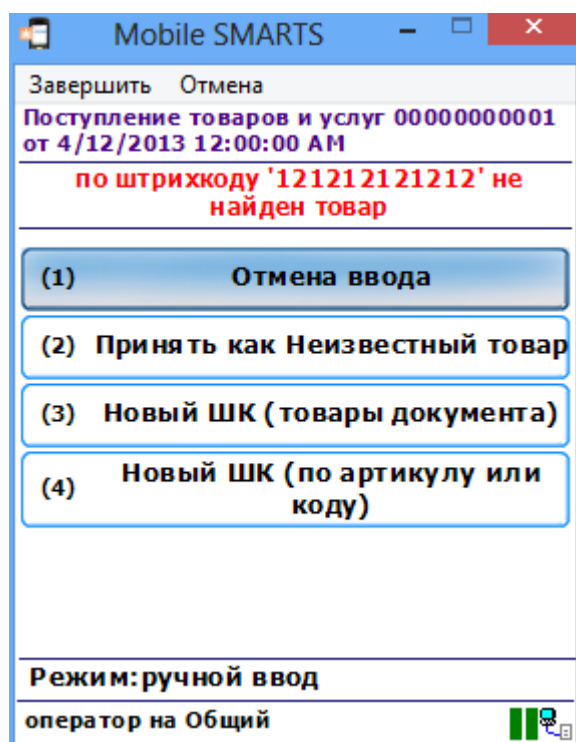 Mobile SMARTS
Завершить Отмена
Поступление товаров и услуг 00000000001
от 4/12/2013 12:00:00 AM
по штрихкоду '121212121212' не
найден товар
(1) Отмена ввода
(2) Принять как Неизвестный товар
(3) Новый ШК (товары документа)
(4) Новый ШК (по артикулу или
коду)
Режим:ручной ввод
оператор на Общий